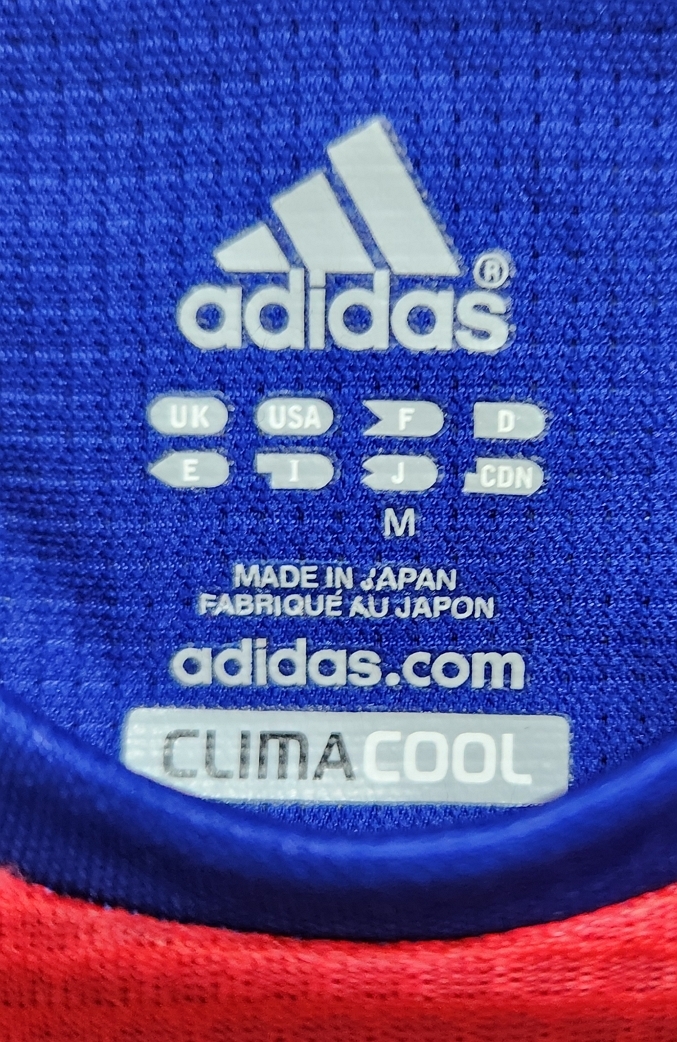 adidas®
UK USA F D
E I J CDN
M
MADE IN JAPAN
FABRIQUÉ AU JAPON
adidas.com
CLIMACOOL